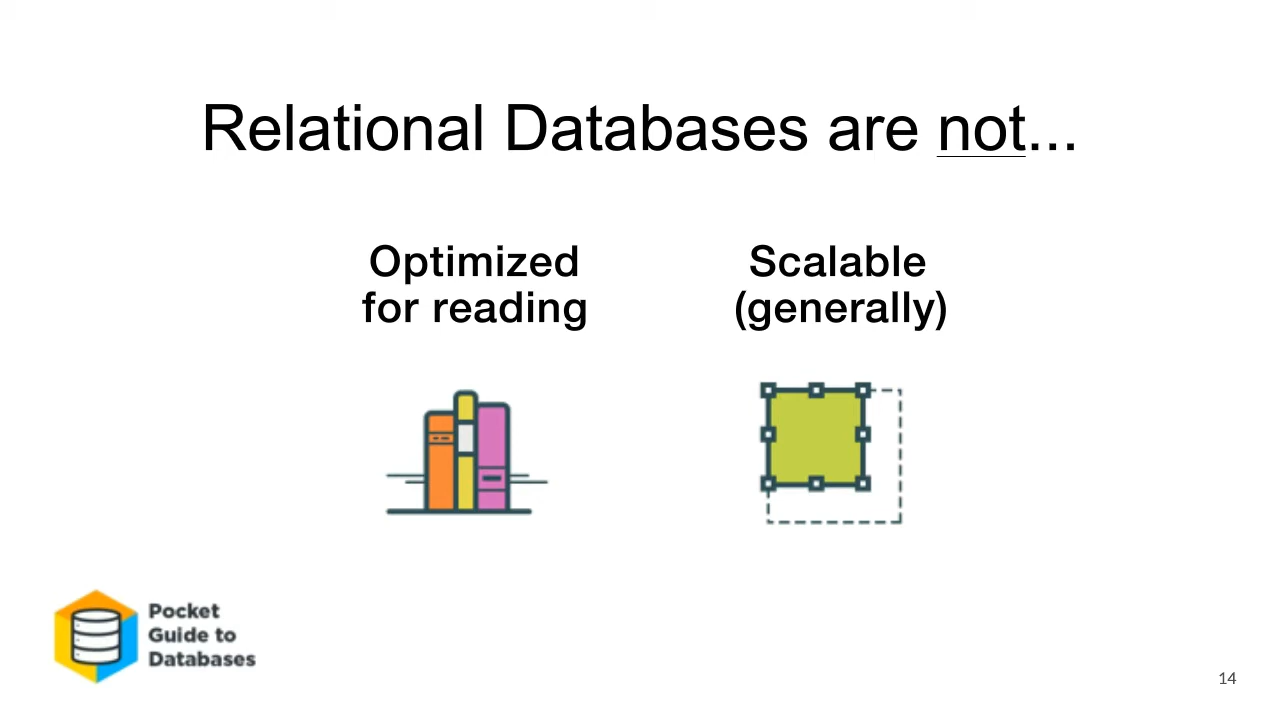 Relational Databases are not...
Optimized
for reading
Scalable
(generally)
Pocket
Guide to
Databases
14